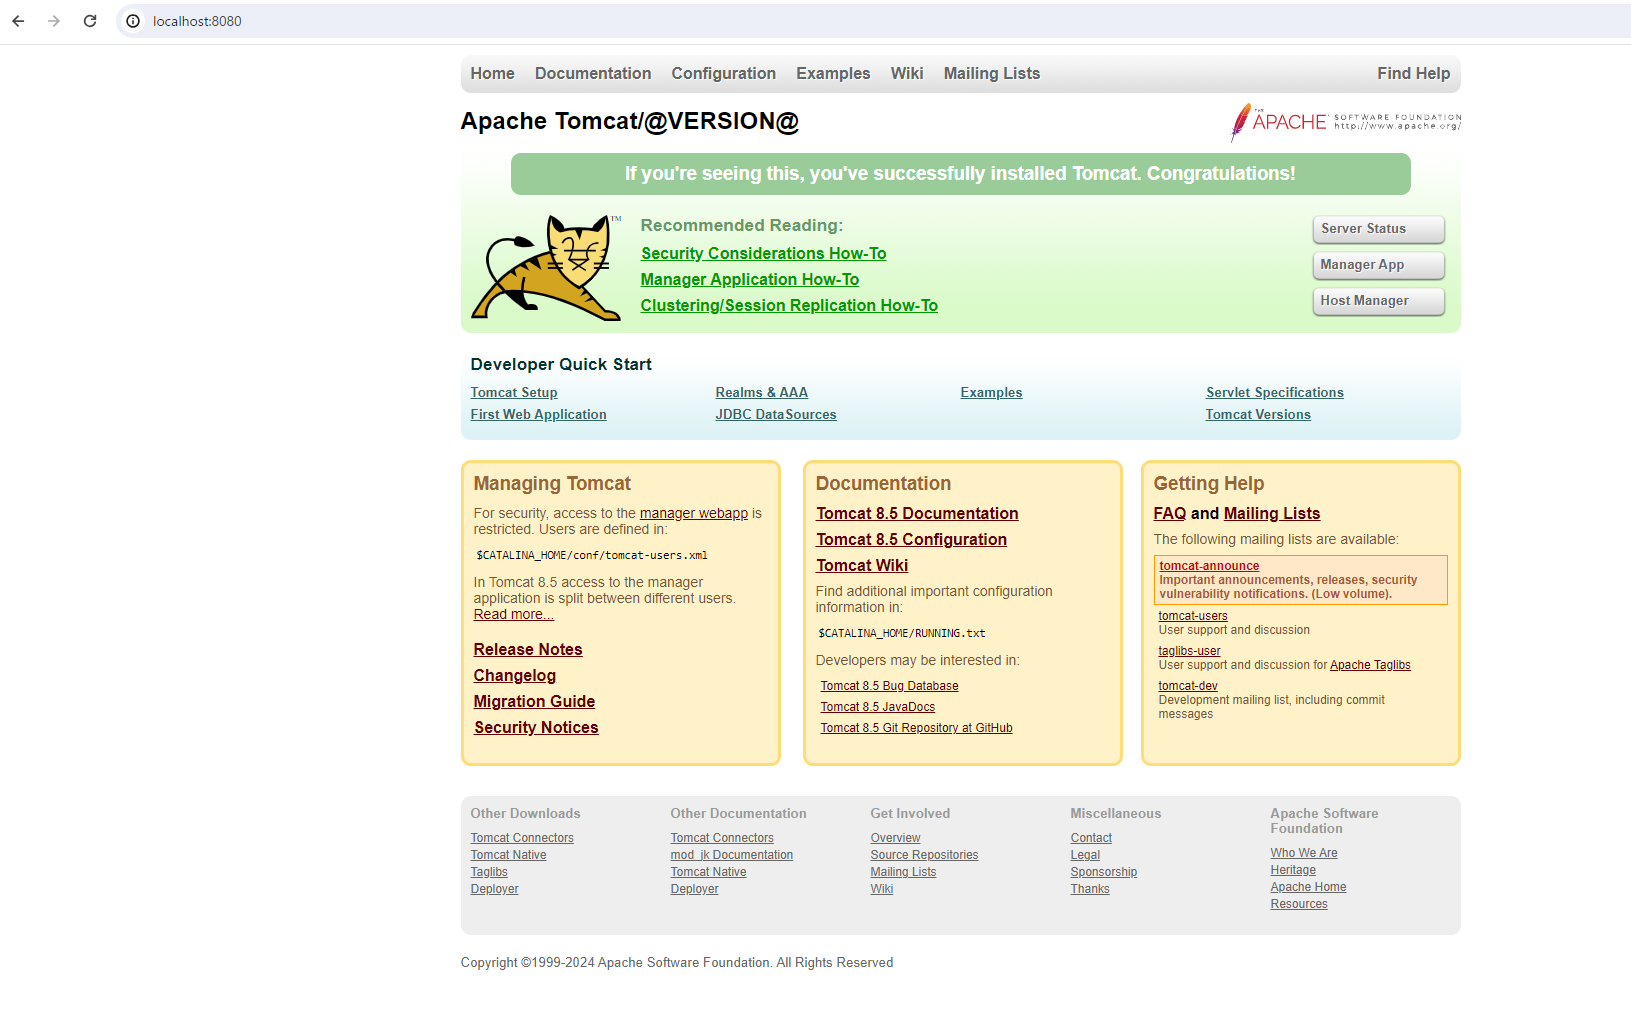 localhost:8080
Home Documentation Configuration Examples Wiki Mailing Lists Find Help
Apache Tomcat/@VERSION@
THE APACHE SOFTWARE FOUNDATION
http://www.apache.org/
If you're seeing this, you've successfully installed Tomcat. Congratulations!
TM
Recommended Reading:
Security Considerations How-To
Manager Application How-To
Clustering/Session Replication How-To
Server Status
Manager App
Host Manager
Developer Quick Start
Tomcat Setup
First Web Application
Realms & AAA
JDBC DataSources
Examples
Servlet Specifications
Tomcat Versions
Managing Tomcat
For security, access to the manager webapp is
restricted. Users are defined in:
$CATALINA_HOME/conf/tomcat-users.xml
In Tomcat 8.5 access to the manager
application is split between different users.
Read more...
Release Notes
Changelog
Migration Guide
Security Notices
Documentation
Tomcat 8.5 Documentation
Tomcat 8.5 Configuration
Tomcat Wiki
Find additional important configuration
information in:
$CATALINA_HOME/RUNNING.txt
Developers may be interested in:
Tomcat 8.5 Bug Database
Tomcat 8.5 JavaDocs
Tomcat 8.5 Git Repository at GitHub
Getting Help
FAQ and Mailing Lists
The following mailing lists are available:
tomcat-announce
Important announcements, releases, security
vulnerability notifications. (Low volume).
tomcat-users
User support and discussion
taglibs-user
User support and discussion for Apache Taglibs
tomcat-dev
Development mailing list, including commit
messages
Other Downloads
Tomcat Connectors
Tomcat Native
Taglibs
Deployer
Other Documentation
Tomcat Connectors
mod_jk Documentation
Tomcat Native
Deployer
Get Involved
Overview
Source Repositories
Mailing Lists
Wiki
Miscellaneous
Contact
Legal
Sponsorship
Thanks
Apache Software
Foundation
Who We Are
Heritage
Apache Home
Resources
Copyright ©1999-2024 Apache Software Foundation. All Rights Reserved